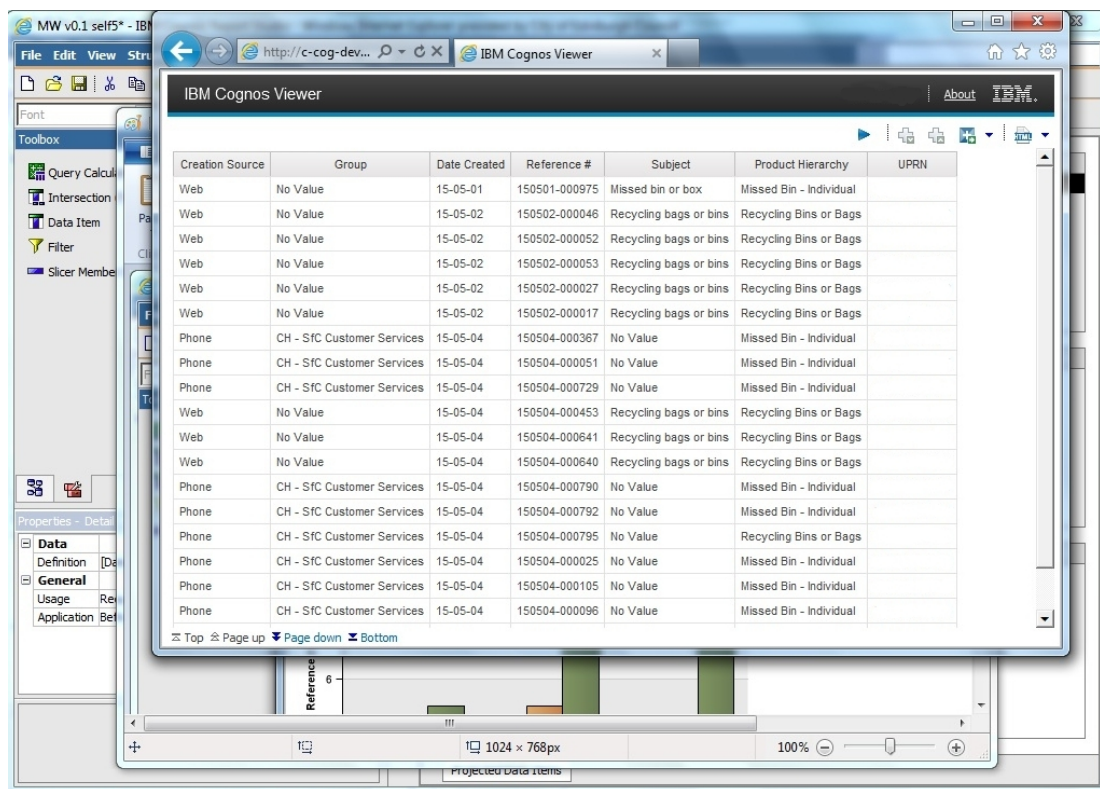 MW v0.1 self5* - IBM
File Edit View Stru
Font
Toolbox
Query Calcul
Intersection
Data Item
Filter
Slicer Membe
Properties - Detail
Data
Definition [Da
General
Usage Re
Application Bef
Pa
Cli
F
To
http://c-cog-dev...
IBM Cognos Viewer
IBM Cognos Viewer
About IBM.
Creation Source Group Date Created Reference # Subject Product Hierarchy UPRN
Web No Value 15-05-01 150501-000975 Missed bin or box Missed Bin - Individual
Web No Value 15-05-02 150502-000046 Recycling bags or bins Recycling Bins or Bags
Web No Value 15-05-02 150502-000052 Recycling bags or bins Recycling Bins or Bags
Web No Value 15-05-02 150502-000053 Recycling bags or bins Recycling Bins or Bags
Web No Value 15-05-02 150502-000027 Recycling bags or bins Recycling Bins or Bags
Web No Value 15-05-02 150502-000017 Recycling bags or bins Recycling Bins or Bags
Phone CH - SfC Customer Services 15-05-04 150504-000367 No Value Missed Bin - Individual
Phone CH - SfC Customer Services 15-05-04 150504-000051 No Value Missed Bin - Individual
Phone CH - SfC Customer Services 15-05-04 150504-000729 No Value Missed Bin - Individual
Web No Value 15-05-04 150504-000453 Recycling bags or bins Recycling Bins or Bags
Web No Value 15-05-04 150504-000641 Recycling bags or bins Recycling Bins or Bags
Web No Value 15-05-04 150504-000640 Recycling bags or bins Recycling Bins or Bags
Phone CH - SfC Customer Services 15-05-04 150504-000790 No Value Missed Bin - Individual
Phone CH - SfC Customer Services 15-05-04 150504-000792 No Value Missed Bin - Individual
Phone CH - SfC Customer Services 15-05-04 150504-000795 No Value Recycling Bins or Bags
Phone CH - SfC Customer Services 15-05-04 150504-000025 No Value Missed Bin - Individual
Phone CH - SfC Customer Services 15-05-04 150504-000105 No Value Missed Bin - Individual
Phone CH - SfC Customer Services 15-05-04 150504-000096 No Value Missed Bin - Individual
Top Page up Page down Bottom
Reference
6
1024 × 768px
100%
Projected Data Items